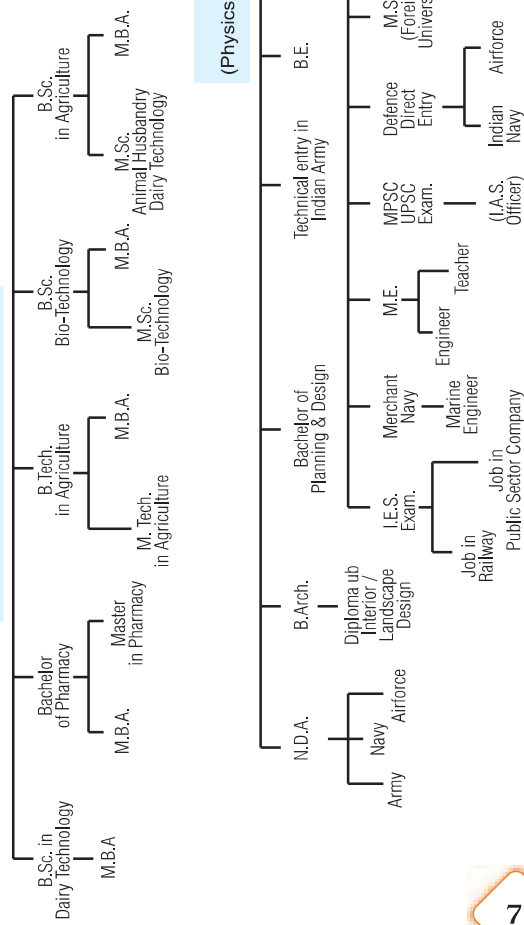 B.Sc. in
Dairy Technology
M.B.A
Bachelor
of Pharmacy
M.B.A.
Master
in Pharmacy
B.Tech.
in Agriculture
M. Tech.
in Agriculture
M.B.A.
B.Sc.
Bio-Technology
M.Sc.
Bio-Technology
M.B.A.
B.Sc.
in Agriculture
M.Sc.
Animal Husbandry
Dairy Technology
M.B.A.
(Physics
N.D.A.
Army
Navy
Airforce
B.Arch.
Diploma ub
Interior /
Landscape
Design
Bachelor of
Planning & Design
Technical entry in
Indian Army
B.E.
I.E.S.
Exam.
Job in
Railway
Job in
Public Sector Company
Merchant
Navy
Marine
Engineer
M.E.
Engineer
Teacher
MPSC
UPSC
Exam.
(I.A.S.
Officer)
Defence
Direct
Entry
Indian
Navy
Airforce
M.S
(Forei
Univers
7